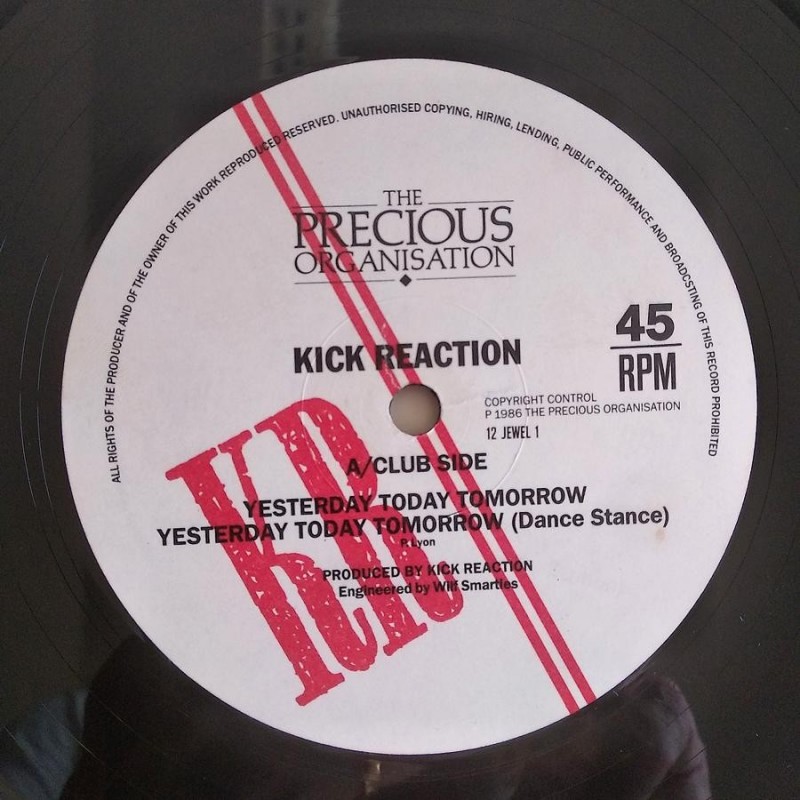 ALL RIGHTS OF THE PRODUCER AND OF THE OWNER OF THIS WORK REPRODUCED RESERVED. UNAUTHORISED COPYING, HIRING, LENDING, PUBLIC PERFORMANCE AND BROADCSTING OF THIS RECORD PROHIBITED
THE
PRECIOUS
ORGANISATION
KICK REACTION
45
RPM
COPYRIGHT CONTROL
P 1986 THE PRECIOUS ORGANISATION
12 JEWEL 1
A/CLUB SIDE
YESTERDAY TODAY TOMORROW
YESTERDAY TODAY TOMORROW (Dance Stance)
P. Lyon
PRODUCED BY KICK REACTION
Engineered by Wilf Smarties